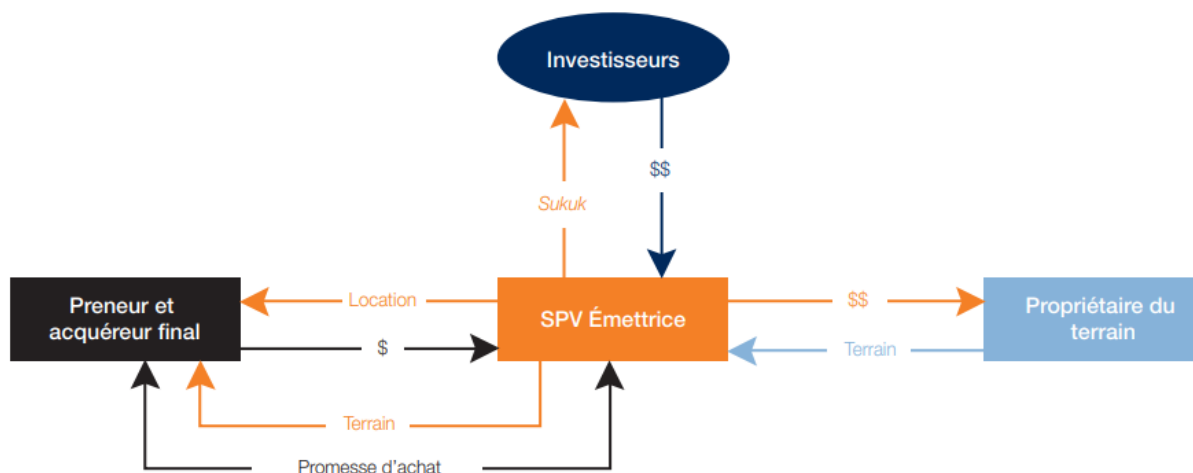 Investisseurs
$$
Sukuk
Preneur et
acquéreur final
Location
$
SPV Émettrice
$$
Terrain
Propriétaire du
terrain
Terrain
Promesse d'achat